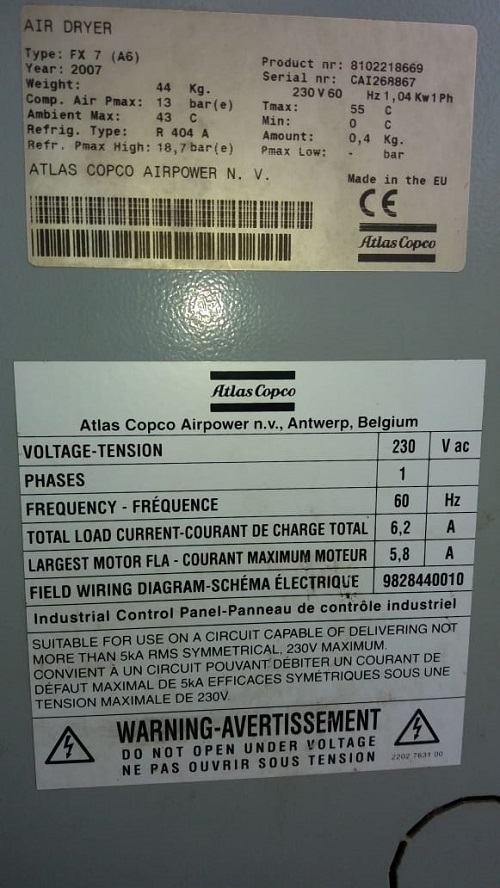 AIR DRYER
Type: FX 7 (A6)
Year: 2007
Weight: 44 Kg.
Comp. Air Pmax: 13 bar(e)
Ambient Max: 43 C
Refrig. Type: R 404 A
Refr. Pmax High: 18,7 bar(e)
Product nr: 8102218669
Serial nr: CAI268867
230 V 60 Hz 1,04 Kw 1 Ph
Tmax: 55 C
Min: 0 C
Amount: 0,4 Kg.
Pmax Low: - bar
ATLAS COPCO AIRPOWER N. V.
Made in the EU
CE
Atlas Copco
Atlas Copco
Atlas Copco Airpower n.v., Antwerp, Belgium
VOLTAGE-TENSION 230 V ac
PHASES 1
FREQUENCY - FRÉQUENCE 60 Hz
TOTAL LOAD CURRENT-COURANT DE CHARGE TOTAL 6,2 A
LARGEST MOTOR FLA - COURANT MAXIMUM MOTEUR 5,8 A
FIELD WIRING DIAGRAM-SCHÉMA ÉLECTRIQUE 9828440010
Industrial Control Panel-Panneau de contrôle industriel
SUITABLE FOR USE ON A CIRCUIT CAPABLE OF DELIVERING NOT
MORE THAN 5kA RMS SYMMETRICAL, 230V MAXIMUM.
CONVIENT À UN CIRCUIT POUVANT DÉBITER UN COURANT DE
DÉFAUT MAXIMAL DE 5kA EFFICACES SYMÉTRIQUES SOUS UNE
TENSION MAXIMALE DE 230V.
WARNING-AVERTISSEMENT
DO NOT OPEN UNDER VOLTAGE
NE PAS OUVRIR SOUS TENSION
2202 7631 00